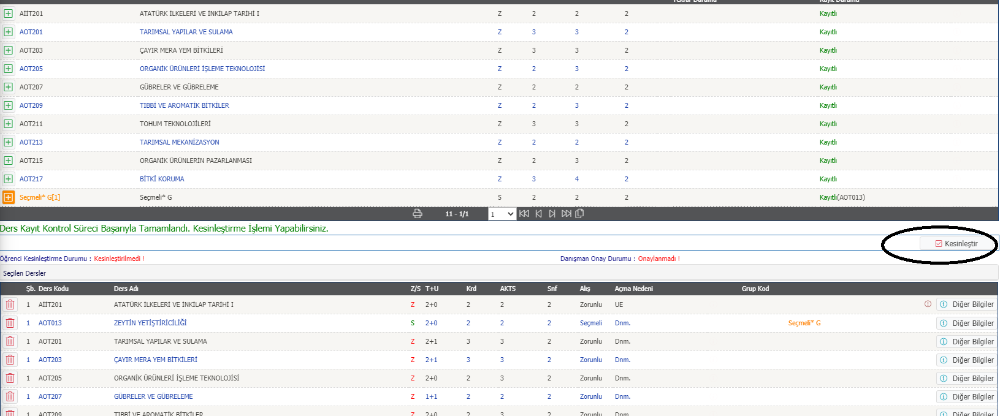 Tekrar Durumu Kayıt Durumu
AİİT201 ATATÜRK İLKELERİ VE İNKİLAP TARİHİ I Z 2 2 2 Kayıtlı
AOT201 TARIMSAL YAPILAR VE SULAMA Z 3 3 2 Kayıtlı
AOT203 ÇAYIR MERA YEM BİTKİLERİ Z 3 3 2 Kayıtlı
AOT205 ORGANİK ÜRÜNLERİ İŞLEME TEKNOLOJİSİ Z 2 3 2 Kayıtlı
AOT207 GÜBRELER VE GÜBRELEME Z 2 2 2 Kayıtlı
AOT209 TIBBİ VE AROMATİK BİTKİLER Z 2 3 2 Kayıtlı
AOT211 TOHUM TEKNOLOJİLERİ Z 3 3 2 Kayıtlı
AOT213 TARIMSAL MEKANİZASYON Z 2 2 2 Kayıtlı
AOT215 ORGANİK ÜRÜNLERİN PAZARLANMASI Z 2 3 2 Kayıtlı
AOT217 BİTKİ KORUMA Z 3 4 2 Kayıtlı
Seçmeli* G[1] Seçmeli* G S 2 2 2 Kayıtlı(AOT013)
11 - 1/1 1
Ders Kayıt Kontrol Süreci Başarıyla Tamamlandı. Kesinleştirme İşlemi Yapabilirsiniz.
Kesinleştir
Öğrenci Kesinleştirme Durumu : Kesinleştirilmedi ! Danışman Onay Durumu : Onaylanmadı !
Seçilen Dersler
Şb. Ders Kodu Ders Adı Z/S T+U Krd AKTS Snf Alış Açma Nedeni Grup Kod
1 AİİT201 ATATÜRK İLKELERİ VE İNKİLAP TARİHİ I Z 2+0 2 2 2 Zorunlu UE Diğer Bilgiler
1 AOT013 ZEYTİN YETİŞTİRİCİLİĞİ S 2+0 2 2 2 Seçmeli Dnm. Seçmeli* G Diğer Bilgiler
1 AOT201 TARIMSAL YAPILAR VE SULAMA Z 2+1 3 3 2 Zorunlu Dnm. Diğer Bilgiler
1 AOT203 ÇAYIR MERA YEM BİTKİLERİ Z 2+1 3 3 2 Zorunlu Dnm. Diğer Bilgiler
1 AOT205 ORGANİK ÜRÜNLERİ İŞLEME TEKNOLOJİSİ Z 2+0 2 3 2 Zorunlu Dnm. Diğer Bilgiler
1 AOT207 GÜBRELER VE GÜBRELEME Z 1+1 2 2 2 Zorunlu Dnm. Diğer Bilgiler
1 AOT209 TIBBİ VE AROMATİK BİTKİLER Z 2+0 2 3 2 Zorunlu Dnm. Diğer Bilgiler